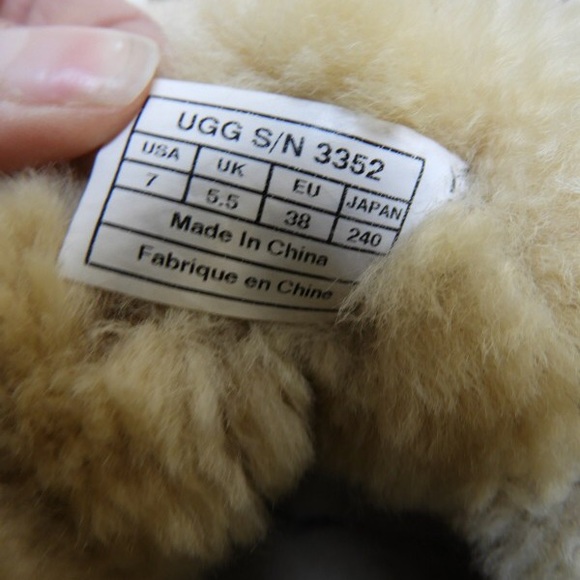 UGG S/N 3352
USA UK EU JAPAN
7 5.5 38 240
Made In China
Fabrique en Chine